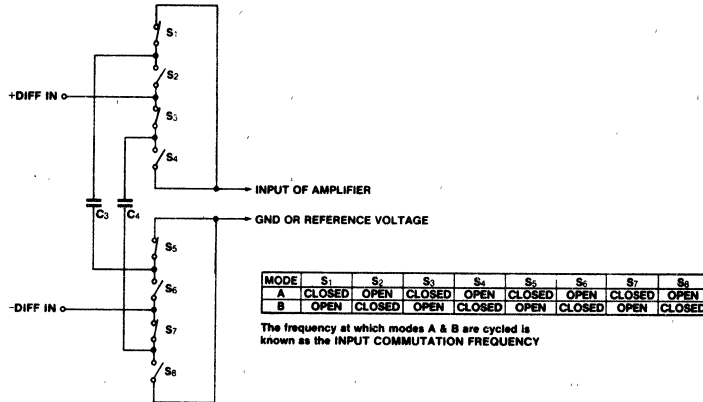 S1
S2
+DIFF IN
S3
S4
INPUT OF AMPLIFIER
C3 C4
GND OR REFERENCE VOLTAGE
S5
S6
-DIFF IN
S7
S8
MODE S1 S2 S3 S4 S5 S6 S7 S8
A CLOSED OPEN CLOSED OPEN CLOSED OPEN CLOSED OPEN
B OPEN CLOSED OPEN CLOSED OPEN CLOSED OPEN CLOSED
The frequency at which modes A & B are cycled is
known as the INPUT COMMUTATION FREQUENCY